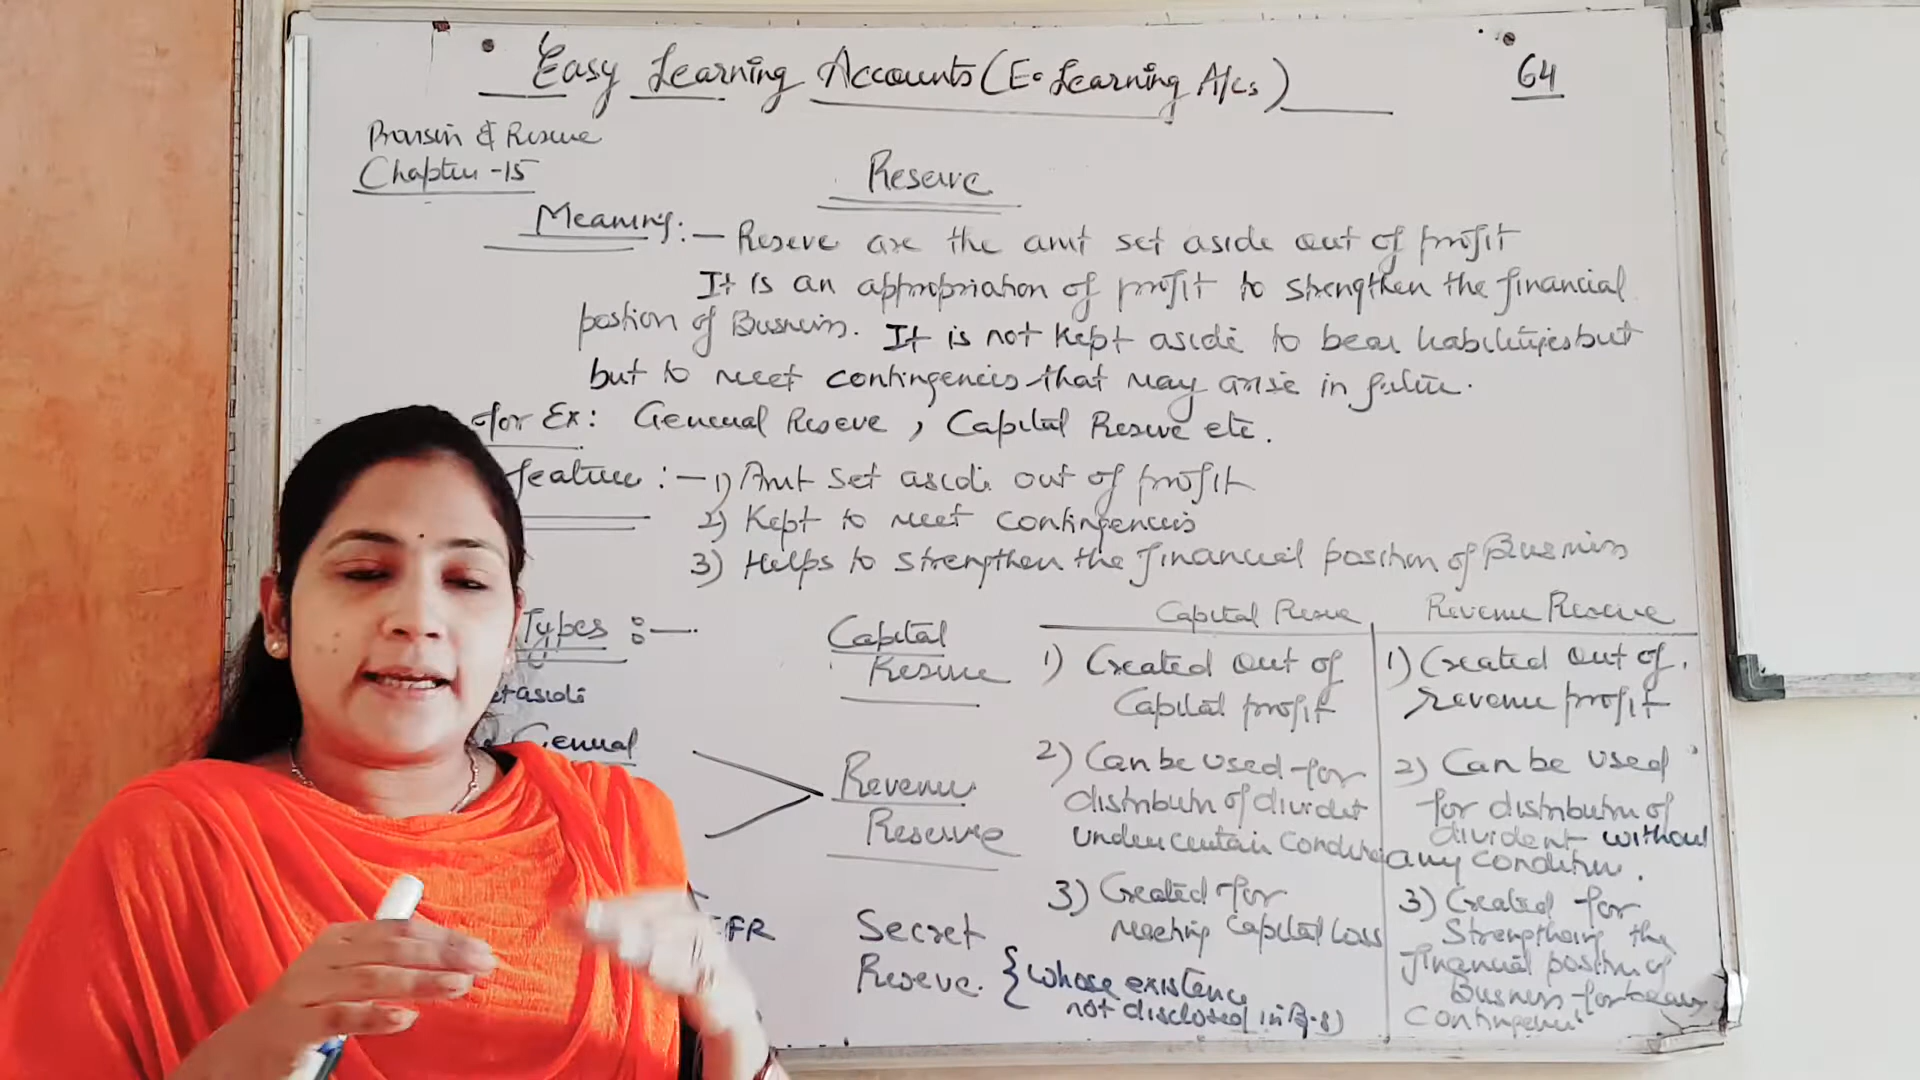 Easy Learning Accounts (E-Learning A/cs)
64
Provision & Reserve
Chapter -15
Reserve
Meaning:- Reserve are the amt set aside out of profit
It is an appropriation of profit to strengthen the financial
position of Business. It is not kept aside to bear liabilities but
but to meet contingencies that may arise in future.
for Ex: General Reserve, Capital Reserve etc.
feature :- 1) Amt set aside out of profit
2) Kept to meet contingencies
3) Helps to strengthen the financial position of Business
Types :-
Capital
Reserve
et aside
General
Revenue
Reserve
FR
Secret
Reserve. { whose existence
not disclosed in B.S)
Capital Reserve
1) Created out of
Capital profit
2) Can be used for
distributn of divident
under certain Condition
3) Created for
meeting Capital loss
Revenue Reserve
1) Created out of.
revenue profit
2) Can be used
for distributn of
divident without
any condition.
3) Created for
Strengthening the
financial position of
Business for bear
Contingenc